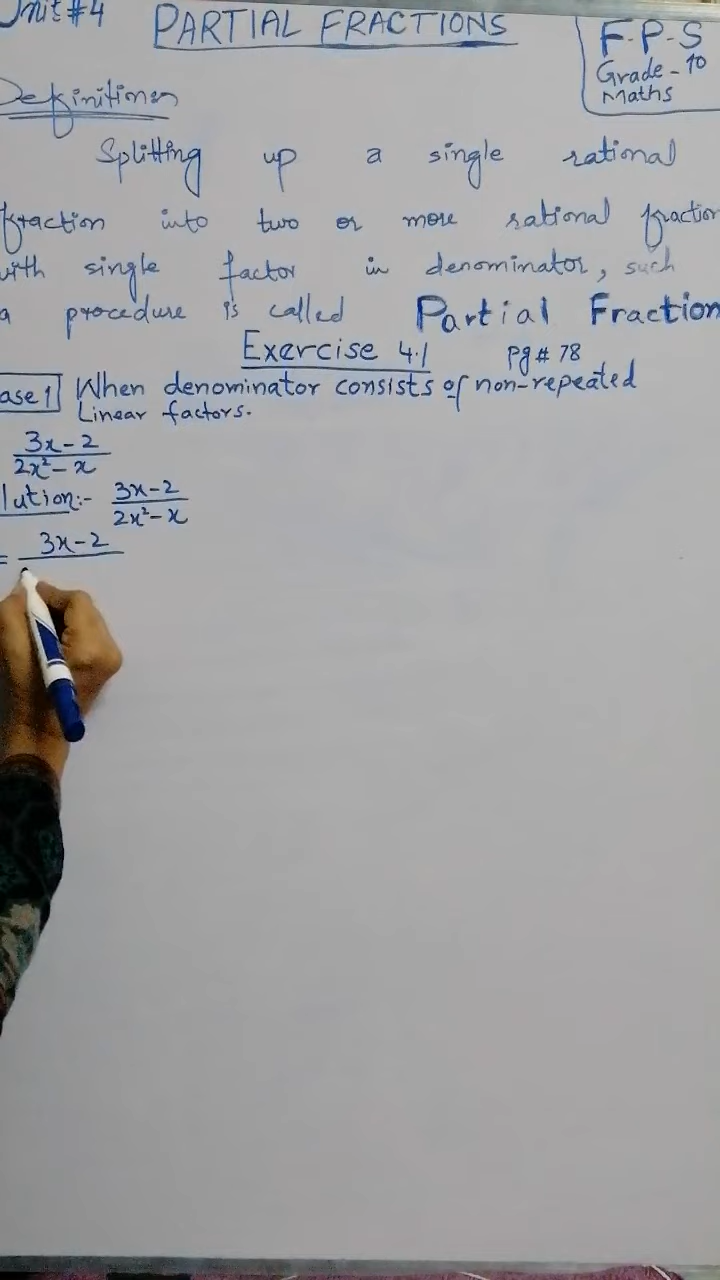 Unit #4
PARTIAL FRACTIONS
F-P-S
Grade - 10
Maths
Definition:
Splitting up a single rational
fraction into two or more rational fraction
with single factor in denominator, such
a procedure is called Partial Fraction
Exercise 4.1 Pg# 78
ase 1 When denominator consists of non-repeated
Linear factors.
3x-2
2x²-x
lution:- 3x-2
2x²-x
= 3x-2